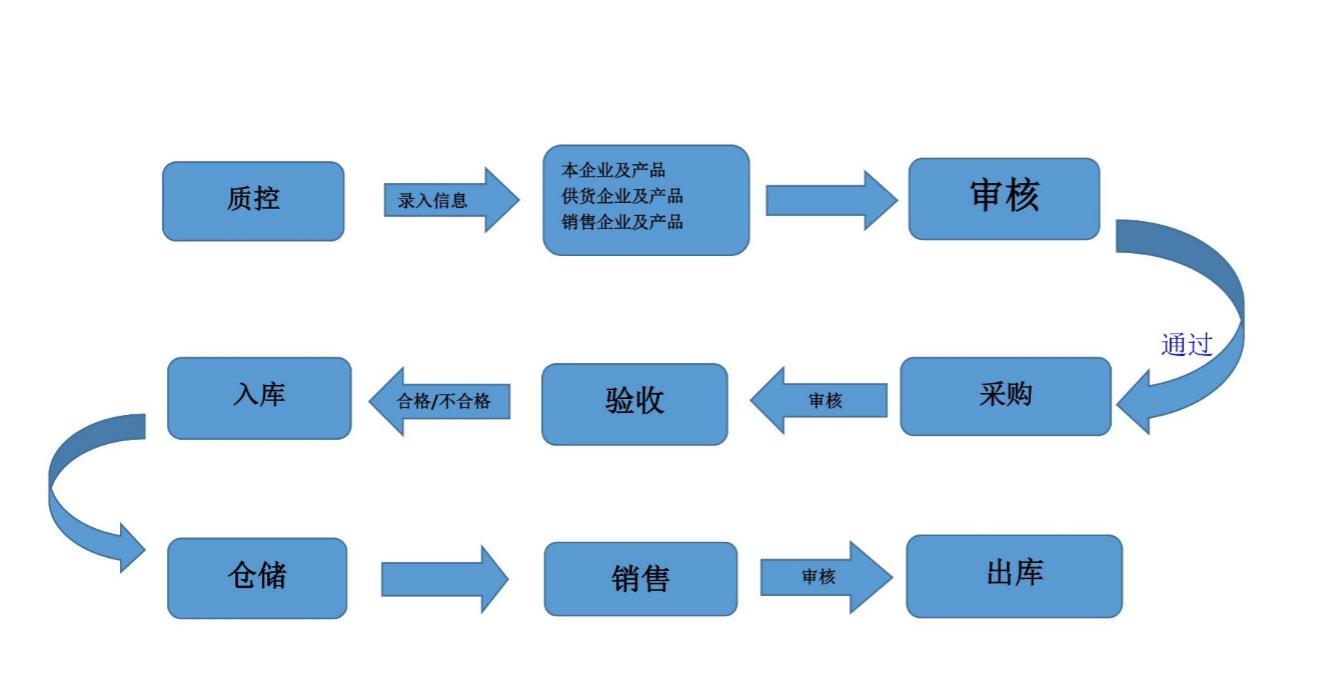 质控
录入信息
本企业及产品
供货企业及产品
销售企业及产品
审核
通过
采购
审核
验收
合格/不合格
入库
仓储
销售
审核
出库